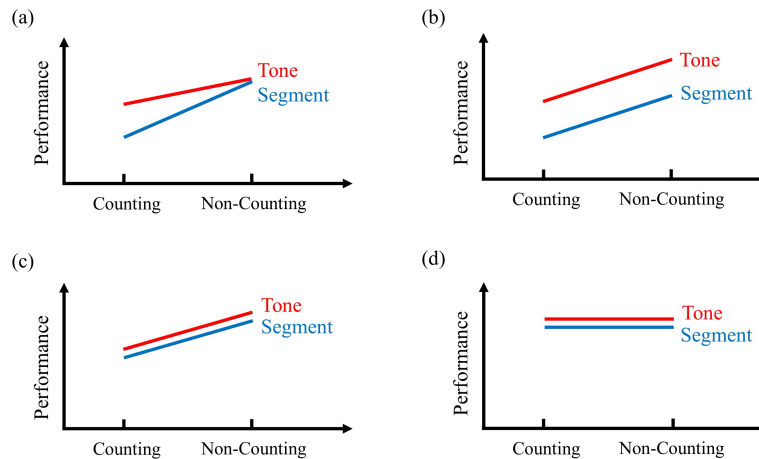 (a)
Performance
Tone
Segment
Counting
Non-Counting
(b)
Performance
Tone
Segment
Counting
Non-Counting
(c)
Performance
Tone
Segment
Counting
Non-Counting
(d)
Performance
Tone
Segment
Counting
Non-Counting